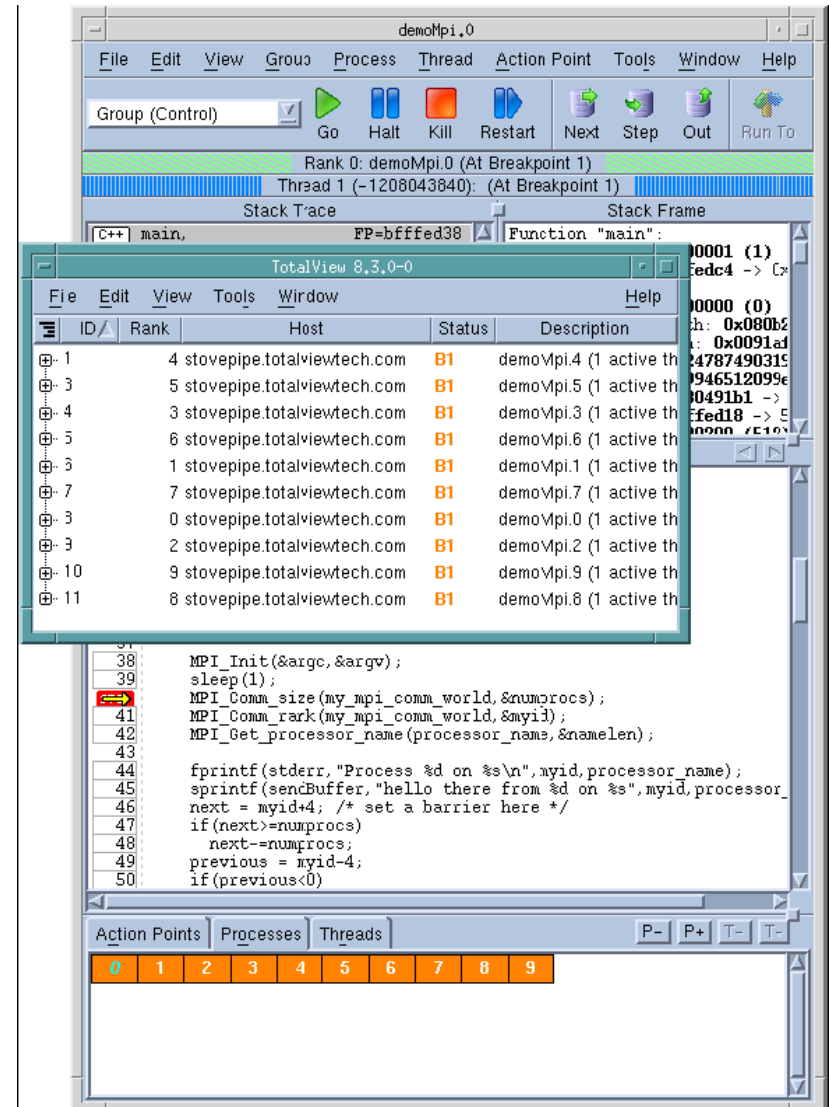 demoMpi.0
File Edit View Group Process Thread Action Point Tools Window Help
Group (Control)
Go Halt Kill Restart Next Step Out Run To
Rank 0: demoMpi.0 (At Breakpoint 1)
Thread 1 (-1208043840): (At Breakpoint 1)
Stack Trace Stack Frame
C++ main, FP=bfffed38 Function "main":
TotalView 8.3.0-0
File Edit View Tools Window Help
ID Rank Host Status Description
1 4 stovepipe.totalviewtech.com B1 demoMpi.4 (1 active th
3 5 stovepipe.totalviewtech.com B1 demoMpi.5 (1 active th
4 3 stovepipe.totalviewtech.com B1 demoMpi.3 (1 active th
5 6 stovepipe.totalviewtech.com B1 demoMpi.6 (1 active th
6 1 stovepipe.totalviewtech.com B1 demoMpi.1 (1 active th
7 7 stovepipe.totalviewtech.com B1 demoMpi.7 (1 active th
8 0 stovepipe.totalviewtech.com B1 demoMpi.0 (1 active th
9 2 stovepipe.totalviewtech.com B1 demoMpi.2 (1 active th
10 9 stovepipe.totalviewtech.com B1 demoMpi.9 (1 active th
11 8 stovepipe.totalviewtech.com B1 demoMpi.8 (1 active th
00001 (1)
fedc4 -> (x
00000 (0)
0x080b2
0x0091af
24787490319
9946512099e
80491b1 ->
ffed18 -> 5
38 MPI_Init(&argc,&argv);
39 sleep(1);
MPI_Comm_size(my_mpi_comm_world,&numprocs);
41 MPI_Comm_rank(my_mpi_comm_world,&myid);
42 MPI_Get_processor_name(processor_name,&namelen);
43
44 fprintf(stderr,"Process %d on %s\n",myid,processor_name);
45 sprintf(sendBuffer,"hello there from %d on %s",myid,processor_
46 next = myid+4; /* set a barrier here */
47 if(next>=numprocs)
48 next-=numprocs;
49 previous = myid-4;
50 if(previous<0)
Action Points Processes Threads P- P+ T- T-
0 1 2 3 4 5 6 7 8 9